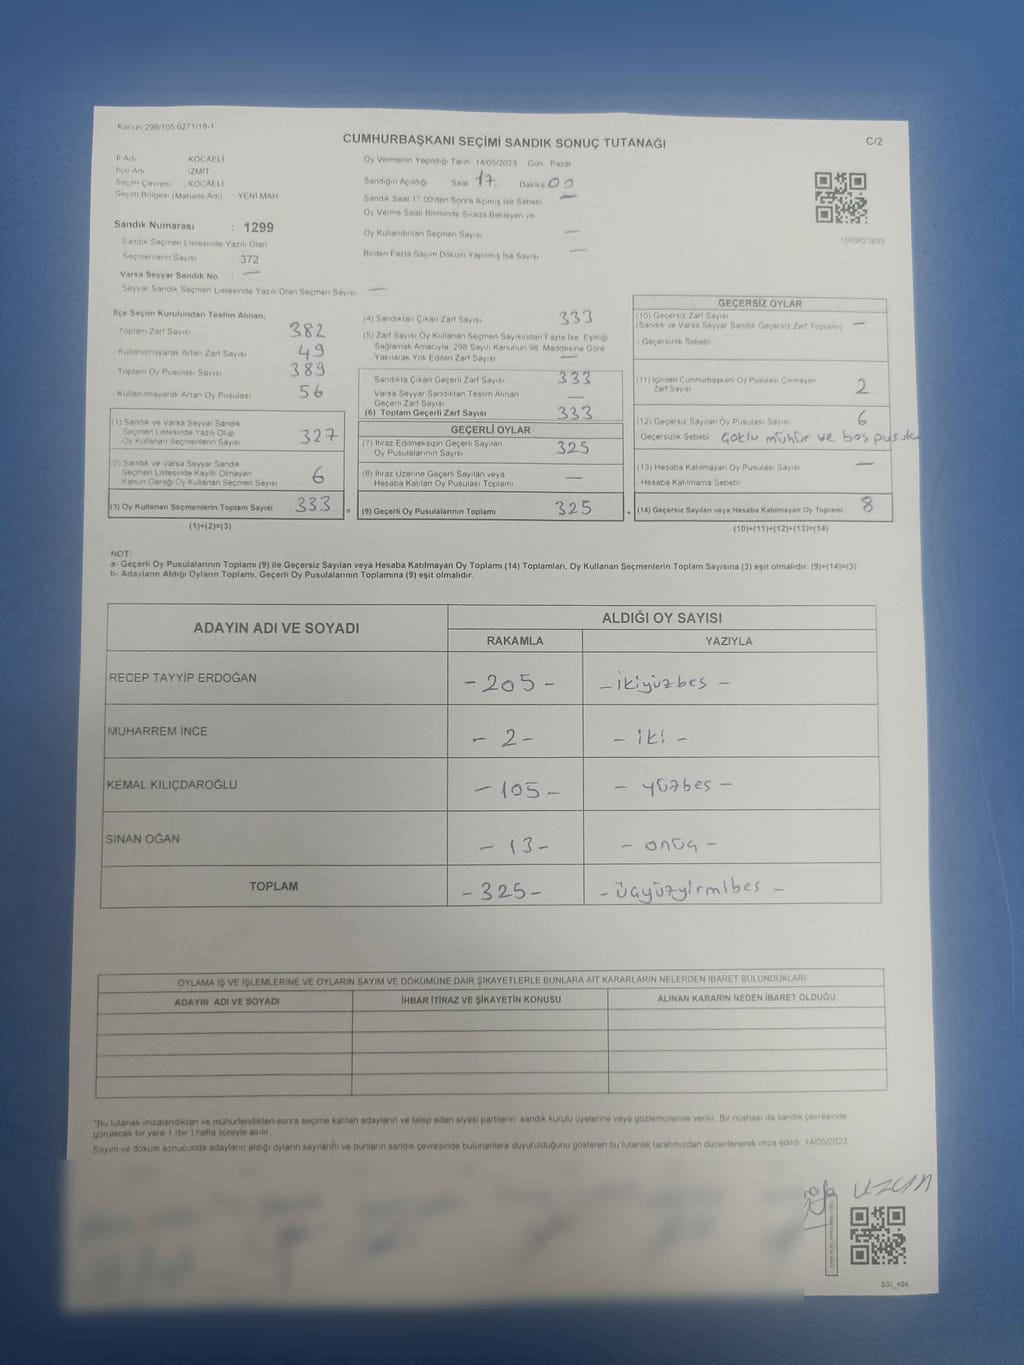 Kanun 298/105 6271/18-1
CUMHURBAŞKANI SEÇİMİ SANDIK SONUÇ TUTANAĞI
C/2
İl Adı KOCAELİ
İlçe Adı İZMİT
Seçim Çevresi : KOCAELİ
Seçim Bölgesi (Mahalle Adı) YENİ MAH
Sandık Numarası : 1299
- Sandık Seçmen Listesinde Yazılı Olan
Seçmenlerin Sayısı : 372
Varsa Seyyar Sandık No : —
Seyyar Sandık Seçmen Listesinde Yazılı Olan Seçmen Sayısı —
Oy Vermenin Yapıldığı Tarih 14/05/2023 Gün Pazar
Sandığın Açıldığı Saat 17 Dakika 00
Sandık Saat 17.00'den Sonra Açılmış İse Sebebi —
Oy Verme Saati Bitiminde Sırada Bekleyen ve
Oy Kullandırılan Seçmen Sayısı —
Birden Fazla Sayım Döküm Yapılmış İse Sayısı —
1093823833
İlçe Seçim Kurulundan Teslim Alınan;
- Toplam Zarf Sayısı 382
- Kullanılmayarak Artan Zarf Sayısı 49
- Toplam Oy Pusulası Sayısı 389
- Kullanılmayarak Artan Oy Pusulası 56
(1) Sandık ve Varsa Seyyar Sandık
Seçmen Listesinde Yazılı Olup
Oy Kullanan Seçmenlerin Sayısı 327
(2) Sandık ve Varsa Seyyar Sandık
Seçmen Listesinde Kayıtlı Olmayan
Kanun Gereği Oy Kullanan Seçmen Sayısı 6
(3) Oy Kullanan Seçmenlerin Toplam Sayısı 333 =
(1)+(2)=(3)
(4) Sandıktan Çıkan Zarf Sayısı 333
(5) Zarf Sayısı Oy Kullanan Seçmen Sayısından Fazla İse, Eşitliği
Sağlamak Amacıyla, 298 Sayılı Kanunun 98. Maddesine Göre
Yakılarak Yok Edilen Zarf Sayısı —
Sandıkta Çıkan Geçerli Zarf Sayısı 333
Varsa Seyyar Sandıktan Teslim Alınan
Geçerli Zarf Sayısı —
(6) Toplam Geçerli Zarf Sayısı 333
GEÇERLİ OYLAR
(7) İtiraz Edilmeksizin Geçerli Sayılan
Oy Pusulalarının Sayısı 325
(8) İtiraz Üzerine Geçerli Sayılan veya
Hesaba Katılan Oy Pusulası Toplamı —
(9) Geçerli Oy Pusulalarının Toplamı 325 +
GEÇERSİZ OYLAR
(10) Geçersiz Zarf Sayısı
(Sandık ve Varsa Seyyar Sandık Geçersiz Zarf Toplamı) —
- Geçersizlik Sebebi
(11) İçinden Cumhurbaşkanı Oy Pusulası Çıkmayan
Zarf Sayısı 2
(12) Geçersiz Sayılan Oy Pusulası Sayısı 6
- Geçersizlik Sebebi Çoklu mühür ve boş pusula
(13) Hesaba Katılmayan Oy Pusulası Sayısı —
- Hesaba Katılmama Sebebi
(14) Geçersiz Sayılan veya Hesaba Katılmayan Oy Toplamı 8
(10)+(11)+(12)+(13)=(14)
NOT:
a- Geçerli Oy Pusulalarının Toplamı (9) ile Geçersiz Sayılan veya Hesaba Katılmayan Oy Toplamı (14) Toplamları, Oy Kullanan Seçmenlerin Toplam Sayısına (3) eşit olmalıdır. (9)+(14)=(3)
b- Adayların Aldığı Oyların Toplamı, Geçerli Oy Pusulalarının Toplamına (9) eşit olmalıdır.
ADAYIN ADI VE SOYADI
ALDIĞI OY SAYISI
RAKAMLA YAZIYLA
RECEP TAYYİP ERDOĞAN -205- -ikiyüzbeş-
MUHARREM İNCE -2- -iki-
KEMAL KILIÇDAROĞLU -105- -yüzbeş-
SİNAN OĞAN -13- -onüç-
TOPLAM -325- -üçyüzyirmibeş-
OYLAMA İŞ VE İŞLEMLERİNE VE OYLARIN SAYIM VE DÖKÜMÜNE DAİR ŞİKAYETLERLE BUNLARA AİT KARARLARIN NELERDEN İBARET BULUNDUKLARI
ADAYIN ADI VE SOYADI İHBAR İTİRAZ VE ŞİKAYETİN KONUSU ALINAN KARARIN NEDEN İBARET OLDUĞU
*Bu tutanak imzalandıktan ve mühürlendikten sonra seçime katılan adayların ve talep eden siyasi partilerin sandık kurulu üyelerine veya gözlemcilerine verilir. Bir nüshası da sandık çevresinde
görülecek bir yere 1 (bir) hafta süreyle asılır.
Sayım ve döküm sonucunda adayların aldığı oyların sayılarını ve bunların sandık çevresinde bulunanlara duyurulduğunu gösteren bu tutanak tarafımızdan düzenlenerek imza edildi. 14/05/2023
UZUN
SSI_404